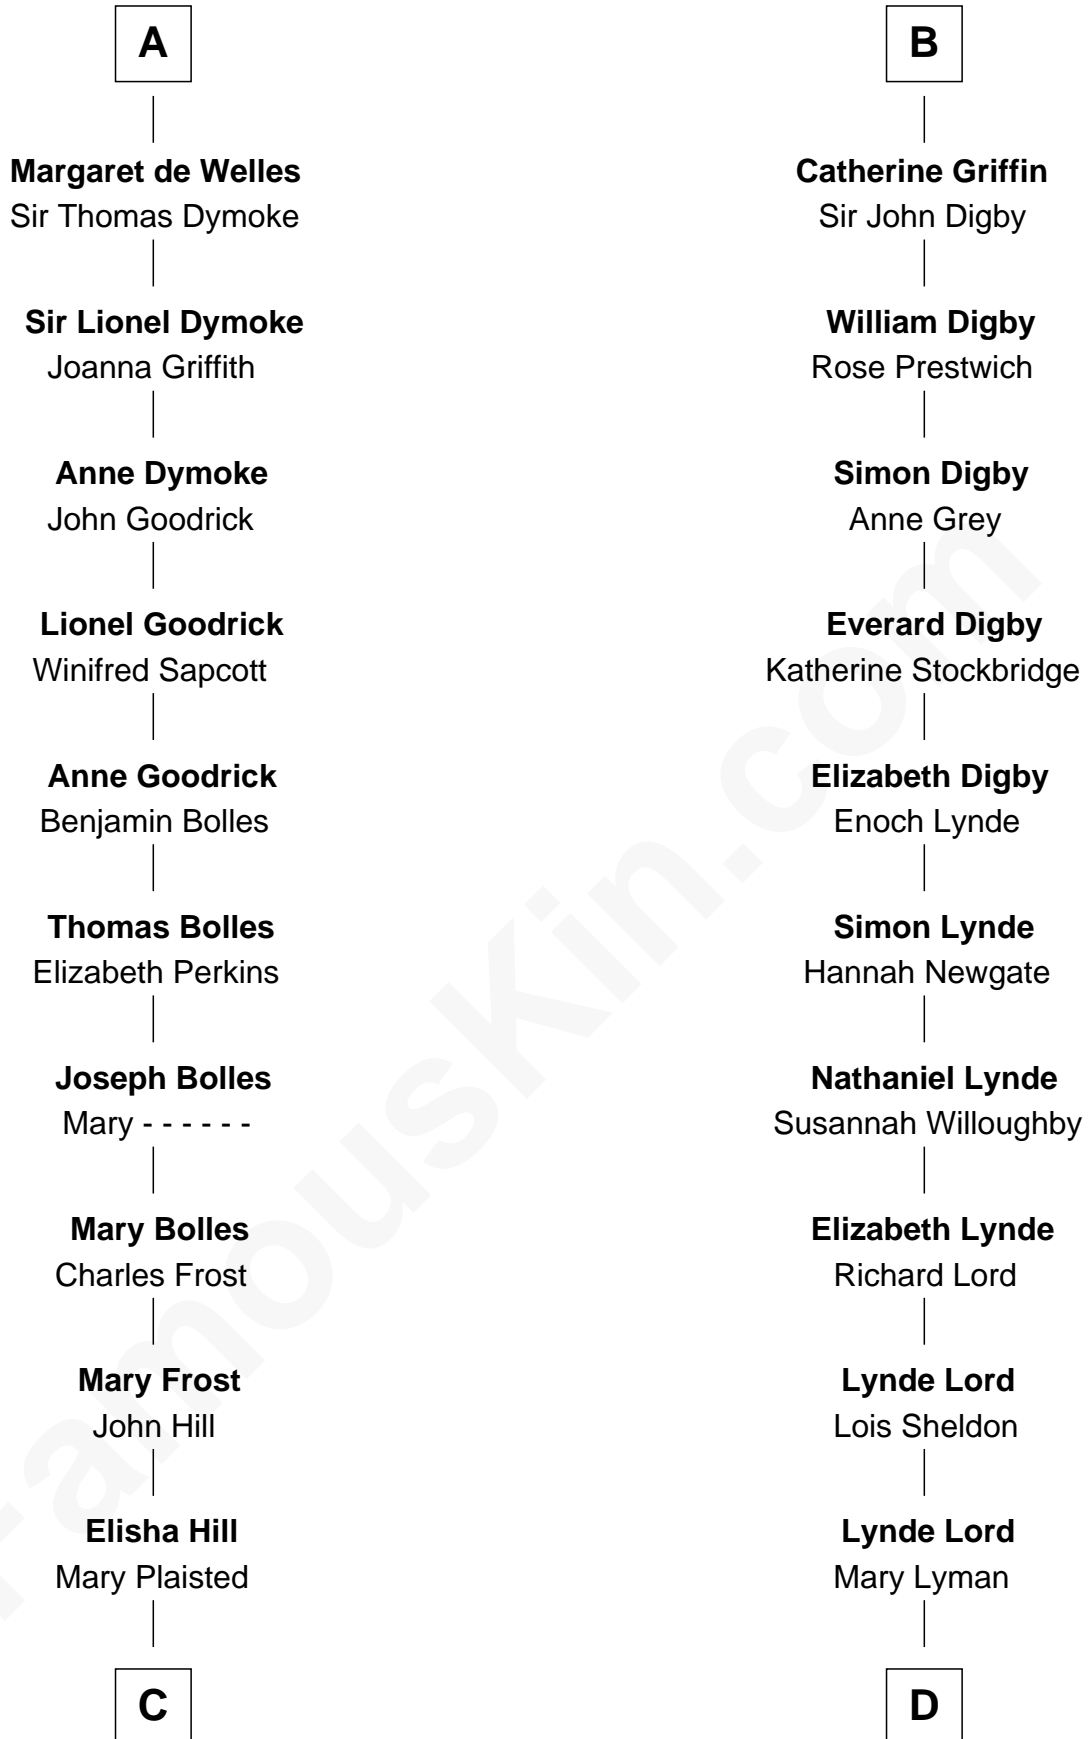 A
Margaret de Welles
Sir Thomas Dymoke
Sir Lionel Dymoke
Joanna Griffith
Anne Dymoke
John Goodrick
Lionel Goodrick
Winifred Sapcott
Anne Goodrick
Benjamin Bolles
Thomas Bolles
Elizabeth Perkins
Joseph Bolles
Mary - - - - - -
Mary Bolles
Charles Frost
Mary Frost
John Hill
Elisha Hill
Mary Plaisted
C
B
Catherine Griffin
Sir John Digby
William Digby
Rose Prestwich
Simon Digby
Anne Grey
Everard Digby
Katherine Stockbridge
Elizabeth Digby
Enoch Lynde
Simon Lynde
Hannah Newgate
Nathaniel Lynde
Susannah Willoughby
Elizabeth Lynde
Richard Lord
Lynde Lord
Lois Sheldon
Lynde Lord
Mary Lyman
D
FamousKin.com